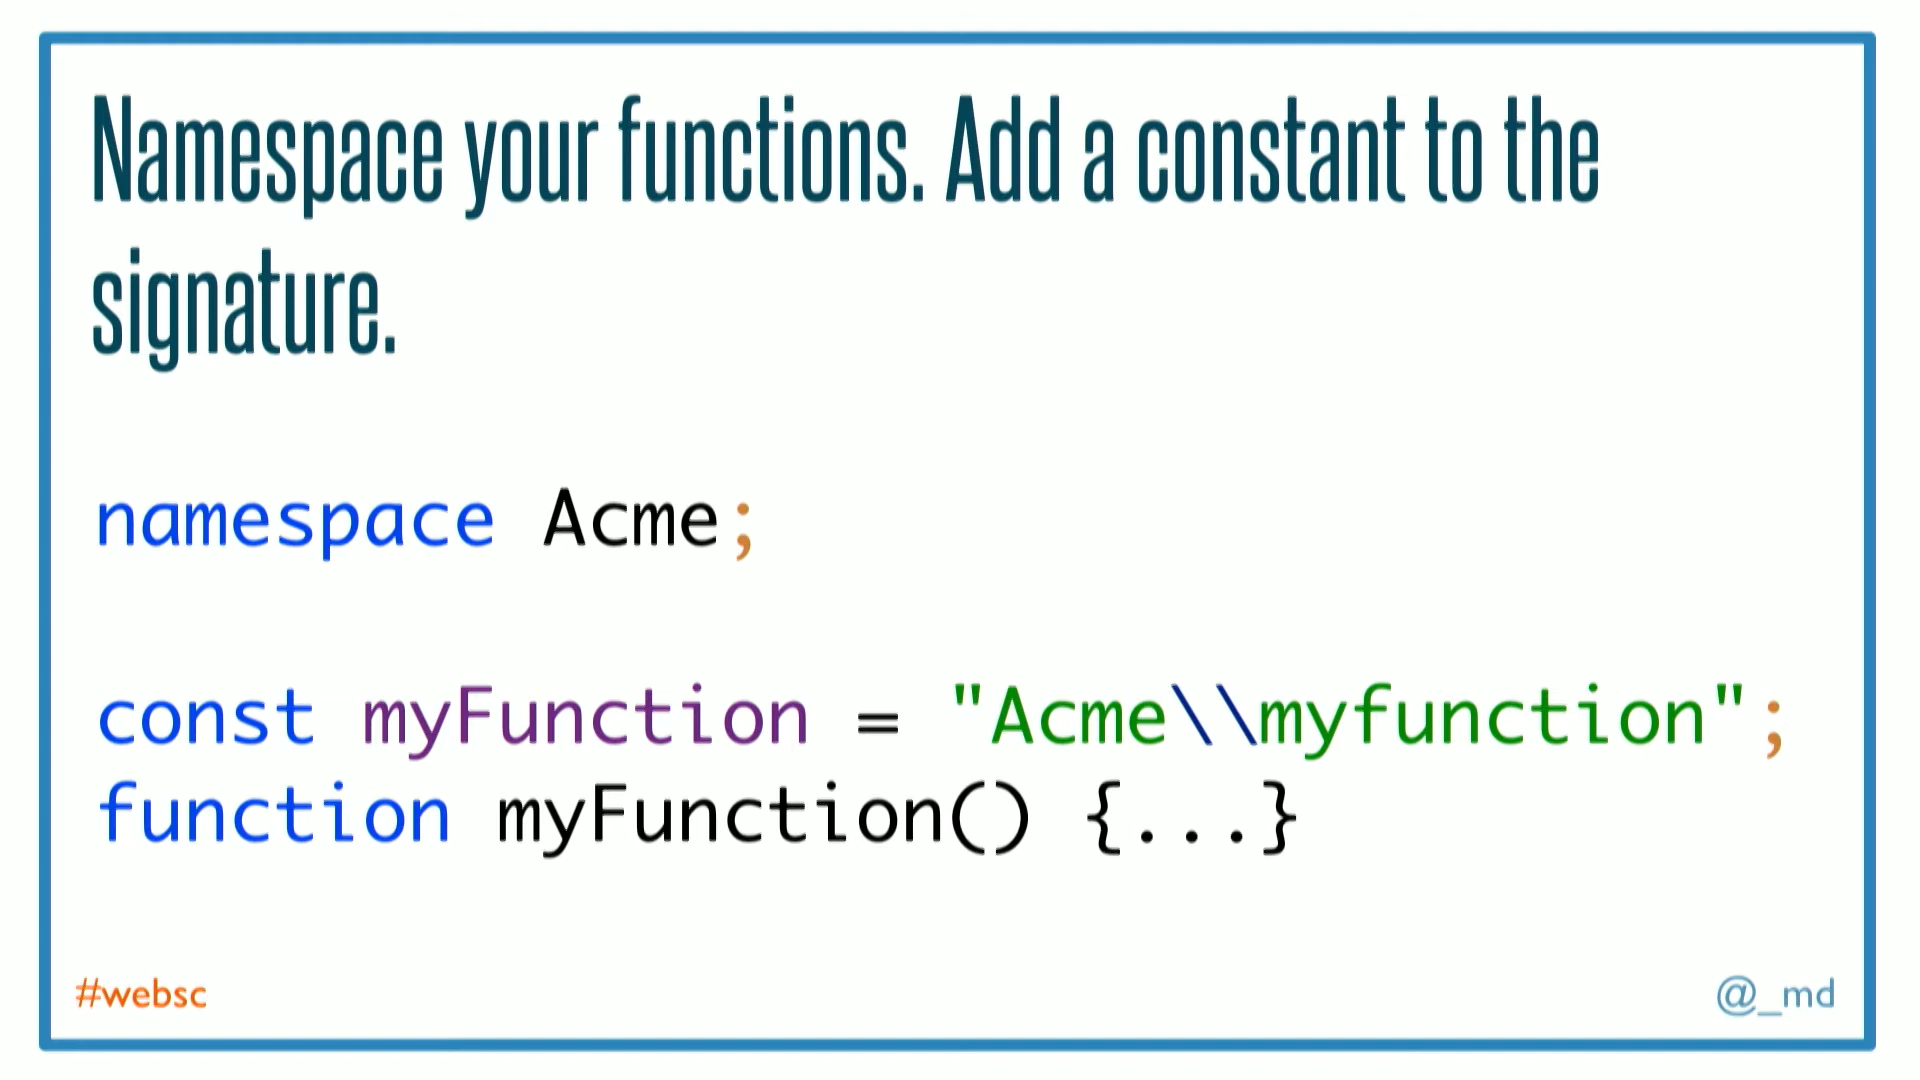 Namespace your functions. Add a constant to the
signature.
namespace Acme;
const myFunction = "Acme\\myfunction";
function myFunction() {...}
#websc
@_md